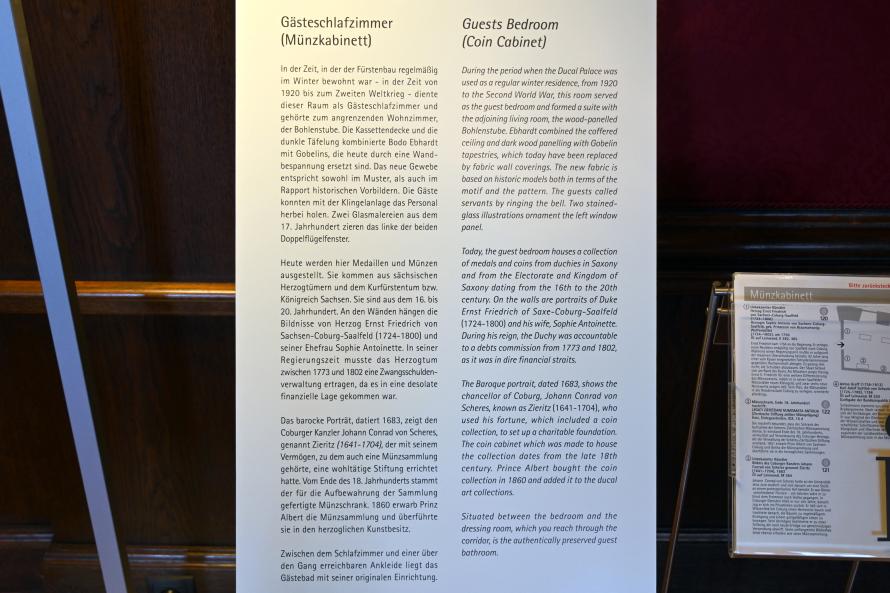 Gästeschlafzimmer
(Münzkabinett)
In der Zeit, in der der Fürstenbau regelmäßig
im Winter bewohnt war - in der Zeit von
1920 bis zum Zweiten Weltkrieg - diente
dieser Raum als Gästeschlafzimmer und
gehörte zum angrenzenden Wohnzimmer,
der Bohlenstube. Die Kassettendecke und die
dunkle Täfelung kombinierte Bodo Ebhardt
mit Gobelins, die heute durch eine Wand-
bespannung ersetzt sind. Das neue Gewebe
entspricht sowohl im Muster, als auch im
Rapport historischen Vorbildern. Die Gäste
konnten mit der Klingelanlage das Personal
herbei holen. Zwei Glasmalereien aus dem
17. Jahrhundert zieren das linke der beiden
Doppelflügelfenster.
Heute werden hier Medaillen und Münzen
ausgestellt. Sie kommen aus sächsischen
Herzogtümern und dem Kurfürstentum bzw.
Königreich Sachsen. Sie sind aus dem 16. bis
20. Jahrhundert. An den Wänden hängen die
Bildnisse von Herzog Ernst Friedrich von
Sachsen-Coburg-Saalfeld (1724-1800) und
seiner Ehefrau Sophie Antoinette. In seiner
Regierungszeit musste das Herzogtum
zwischen 1773 und 1802 eine Zwangsschulden-
verwaltung ertragen, da es in eine desolate
finanzielle Lage gekommen war.
Das barocke Porträt, datiert 1683, zeigt den
Coburger Kanzler Johann Conrad von Scheres,
genannt Zieritz (1641-1704), der mit seinem
Vermögen, zu dem auch eine Münzsammlung
gehörte, eine wohltätige Stiftung errichtet
hatte. Vom Ende des 18. Jahrhunderts stammt
der für die Aufbewahrung der Sammlung
gefertigte Münzschrank. 1860 erwarb Prinz
Albert die Münzsammlung und überführte
sie in den herzoglichen Kunstbesitz.
Zwischen dem Schlafzimmer und einer über
den Gang erreichbaren Ankleide liegt das
Gästebad mit seiner originalen Einrichtung.
Guests Bedroom
(Coin Cabinet)
During the period when the Ducal Palace was
used as a regular winter residence, from 1920
to the Second World War, this room served
as the guest bedroom and formed a suite with
the adjoining living room, the wood-panelled
Bohlenstube. Ebhardt combined the coffered
ceiling and dark wood panelling with Gobelin
tapestries, which today have been replaced
by fabric wall coverings. The new fabric is
based on historic models both in terms of the
motif and the pattern. The guests called
servants by ringing the bell. Two stained-
glass illustrations ornament the left window
panel.
Today, the guest bedroom houses a collection
of medals and coins from duchies in Saxony
and from the Electorate and Kingdom of
Saxony dating from the 16th to the 20th
century. On the walls are portraits of Duke
Ernst Friedrich of Saxe-Coburg-Saalfeld
(1724-1800) and his wife, Sophie Antoinette.
During his reign, the Duchy was accountable
to a debts commission from 1773 and 1802,
as it was in dire financial straits.
The Baroque portrait, dated 1683, shows the
chancellor of Coburg, Johann Conrad von
Scheres, known as Zieritz (1641-1704), who
used his fortune, which included a coin
collection, to set up a charitable foundation.
The coin cabinet which was made to house
the collection dates from the late 18th
century. Prince Albert bought the coin
collection in 1860 and added it to the ducal
art collections.
Situated between the bedroom and the
dressing room, which you reach through the
corridor, is the authentically preserved guest
bathroom.
Bitte zurückstec
Münzkabinett
120
122
121